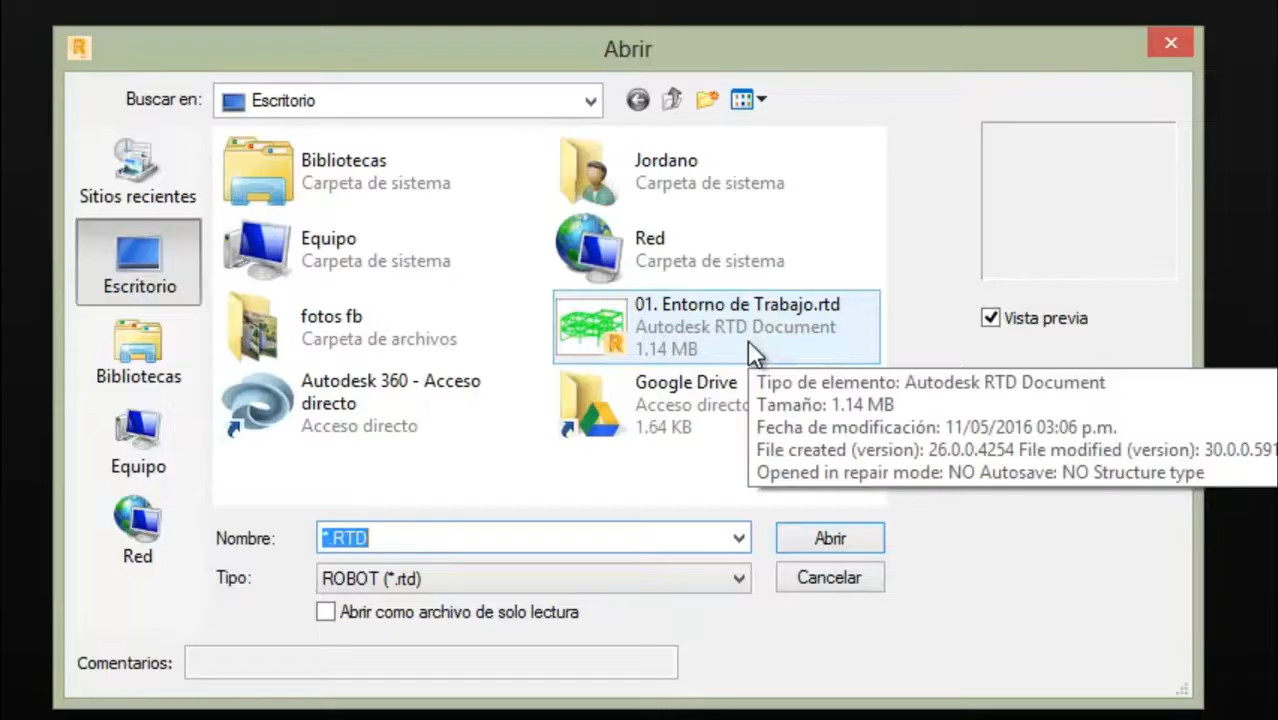 Abrir
Buscar en:
Escritorio
Sitios recientes
Escritorio
Bibliotecas
Equipo
Red
Bibliotecas
Carpeta de sistema
Jordano
Carpeta de sistema
Equipo
Carpeta de sistema
Red
Carpeta de sistema
fotos fb
Carpeta de archivos
01. Entorno de Trabajo.rtd
Autodesk RTD Document
1.14 MB
Autodesk 360 - Acceso
directo
Acceso directo
Google Drive
Acceso directo
1.64 KB
Tipo de elemento: Autodesk RTD Document
Tamaño: 1.14 MB
Fecha de modificación: 11/05/2016 03:06 p.m.
File created (version): 26.0.0.4254 File modified (version): 30.0.0.591
Opened in repair mode: NO Autosave: NO Structure type
Vista previa
Nombre:
*.RTD
Abrir
Tipo:
ROBOT (*.rtd)
Cancelar
Abrir como archivo de solo lectura
Comentarios: